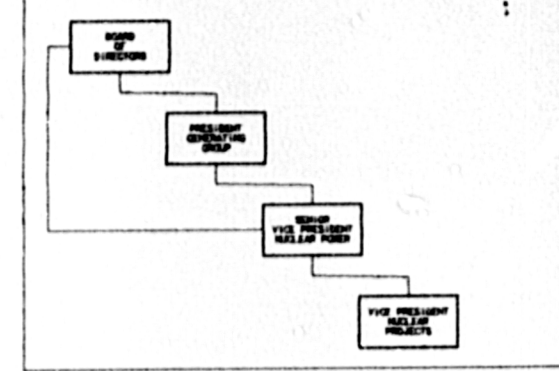 BOARD
OF
DIRECTORS
PRESIDENT
GENERATING
GROUP
SENIOR
VICE PRESIDENT
NUCLEAR POWER
VICE PRESIDENT
NUCLEAR
PROJECTS